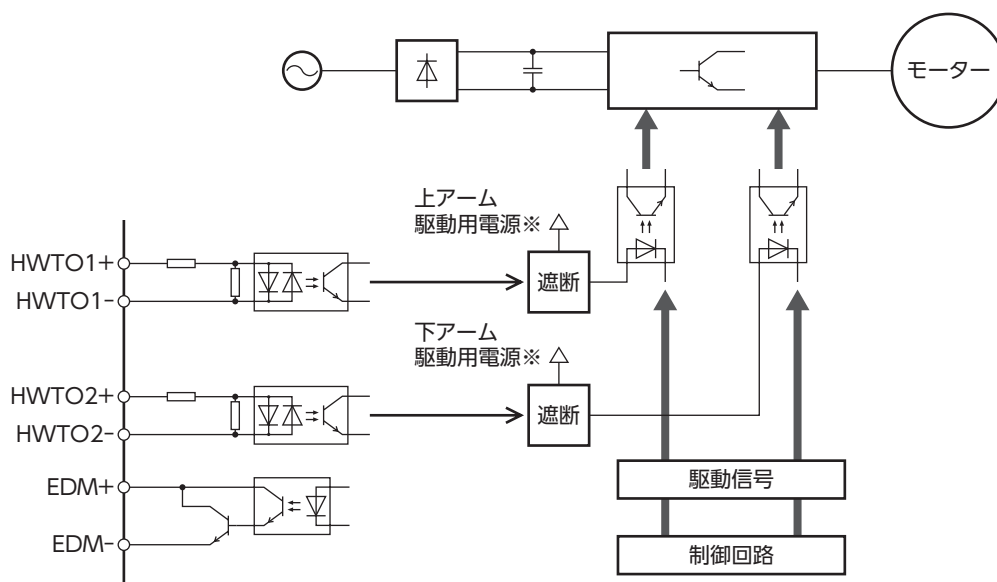 モーター
上アーム
駆動用電源※
HWTO1+
HWTO1-
遮断
下アーム
駆動用電源※
HWTO2+
HWTO2-
遮断
EDM+
EDM-
駆動信号
制御回路